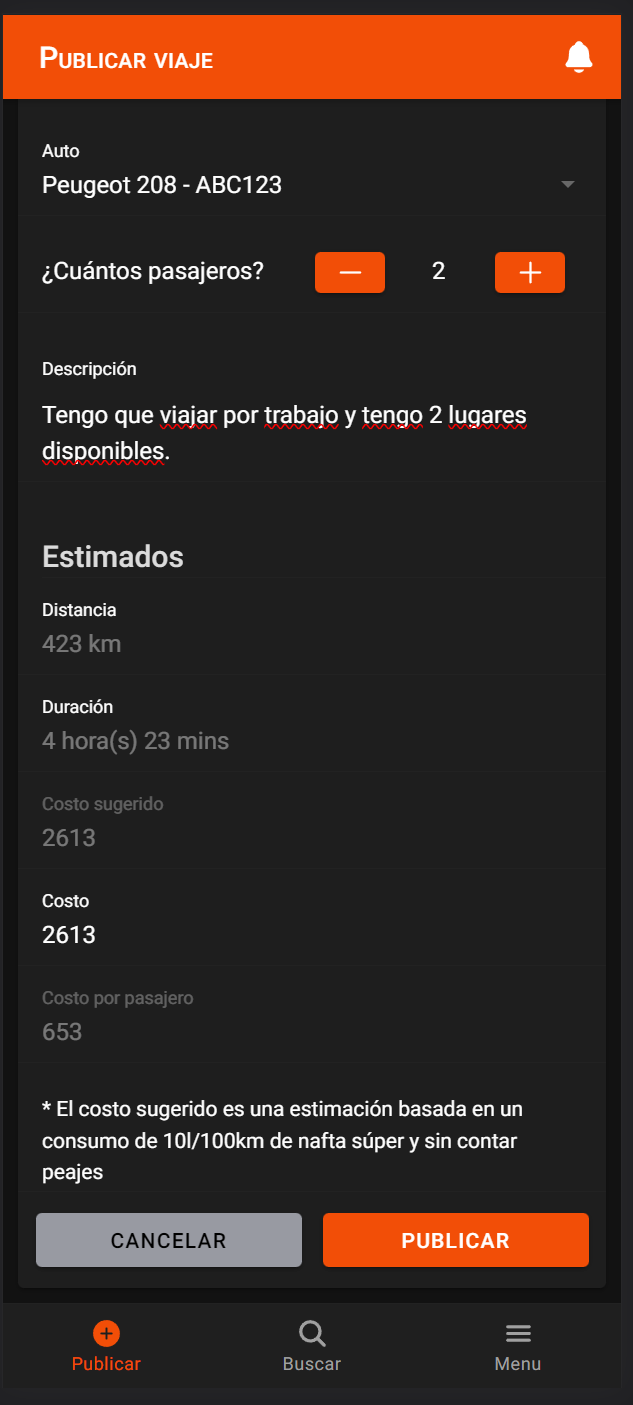 Publicar viaje
Auto
Peugeot 208 - ABC123
¿Cuántos pasajeros?
2
Descripción
Tengo que viajar por trabajo y tengo 2 lugares
disponibles.
Estimados
Distancia
423 km
Duración
4 hora(s) 23 mins
Costo sugerido
2613
Costo
2613
Costo por pasajero
653
* El costo sugerido es una estimación basada en un
consumo de 10l/100km de nafta súper y sin contar
peajes
CANCELAR
PUBLICAR
Publicar
Buscar
Menu